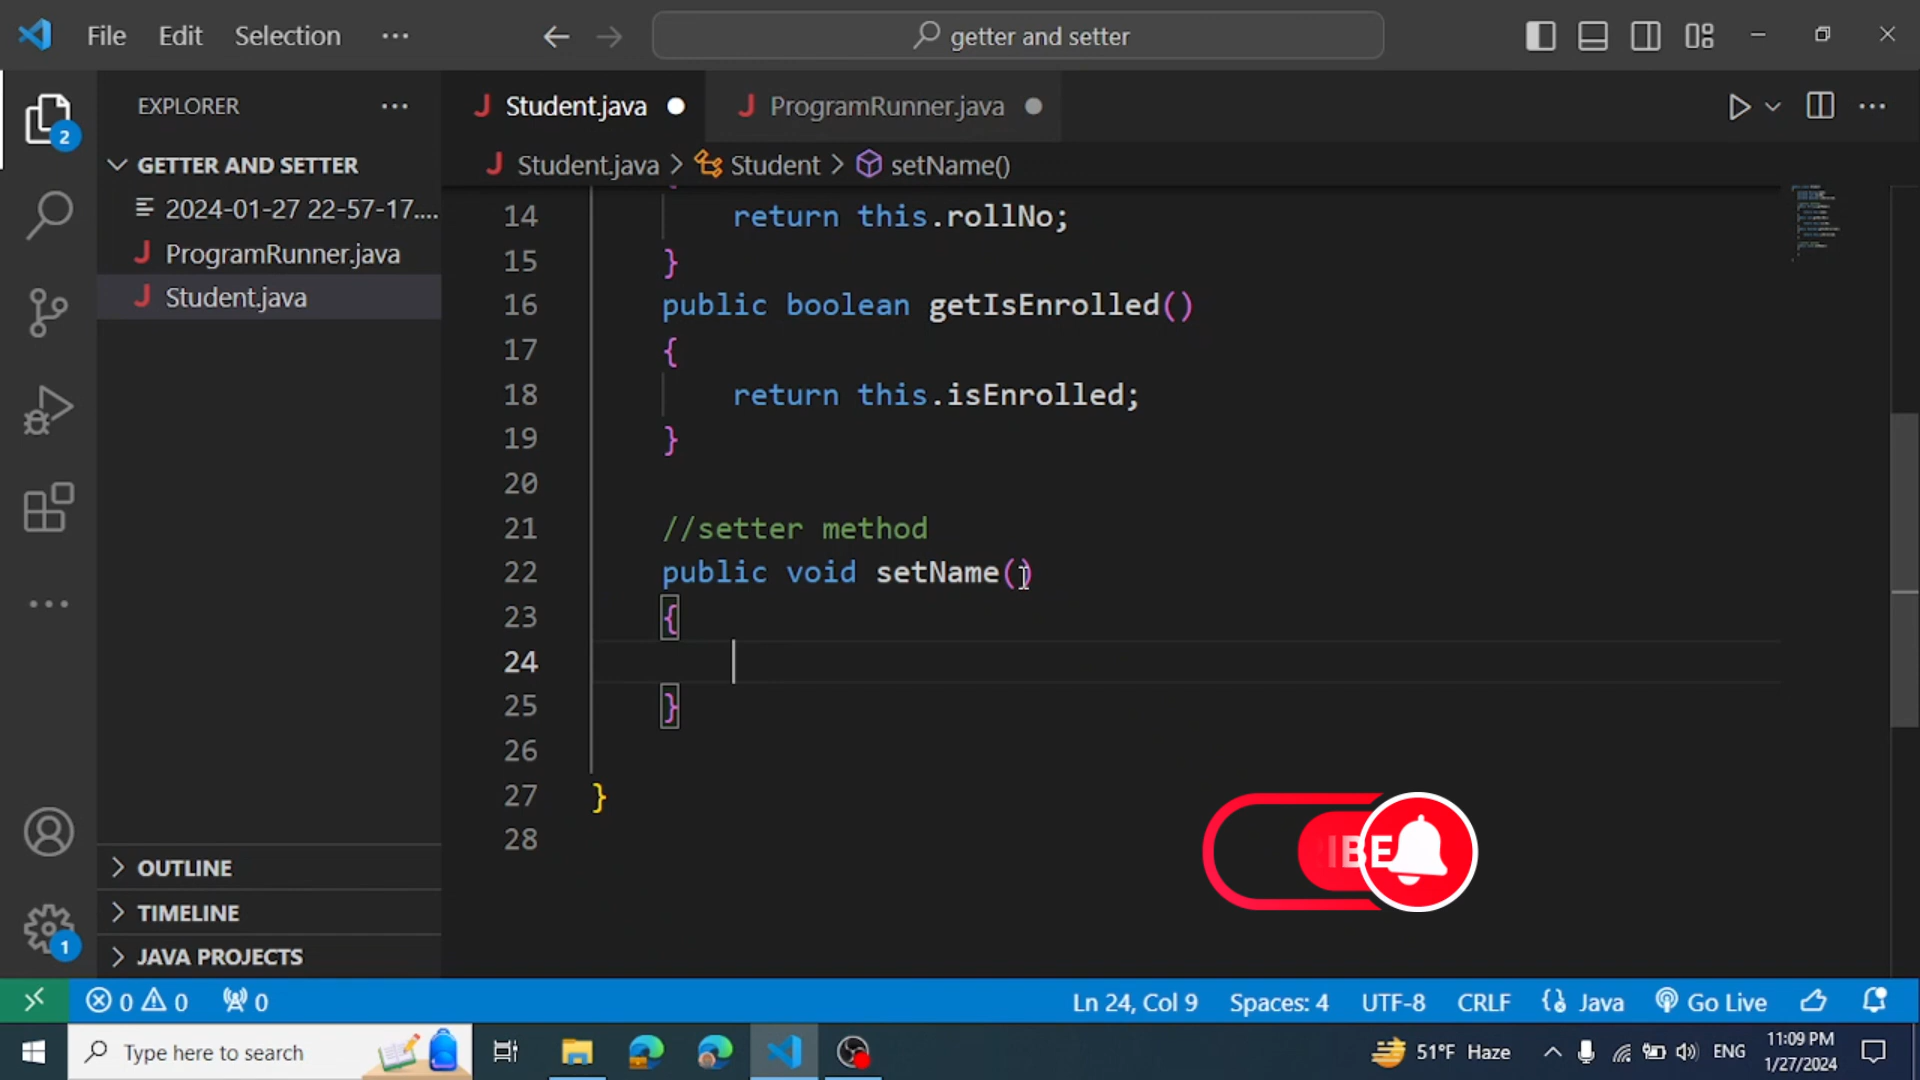 File Edit Selection ··· getter and setter
EXPLORER ···
GETTER AND SETTER
2024-01-27 22-57-17....
ProgramRunner.java
Student.java
Student.java ProgramRunner.java
Student.java > Student > setName()
14 return this.rollNo;
15 }
16 public boolean getIsEnrolled()
17 {
18 return this.isEnrolled;
19 }
20
21 //setter method
22 public void setName()
23 {
24
25 }
26
27 }
28
2
1
IBE
OUTLINE
TIMELINE
JAVA PROJECTS
0 0 0 Ln 24, Col 9 Spaces: 4 UTF-8 CRLF Java Go Live
Type here to search 51°F Haze ENG 11:09 PM
1/27/2024